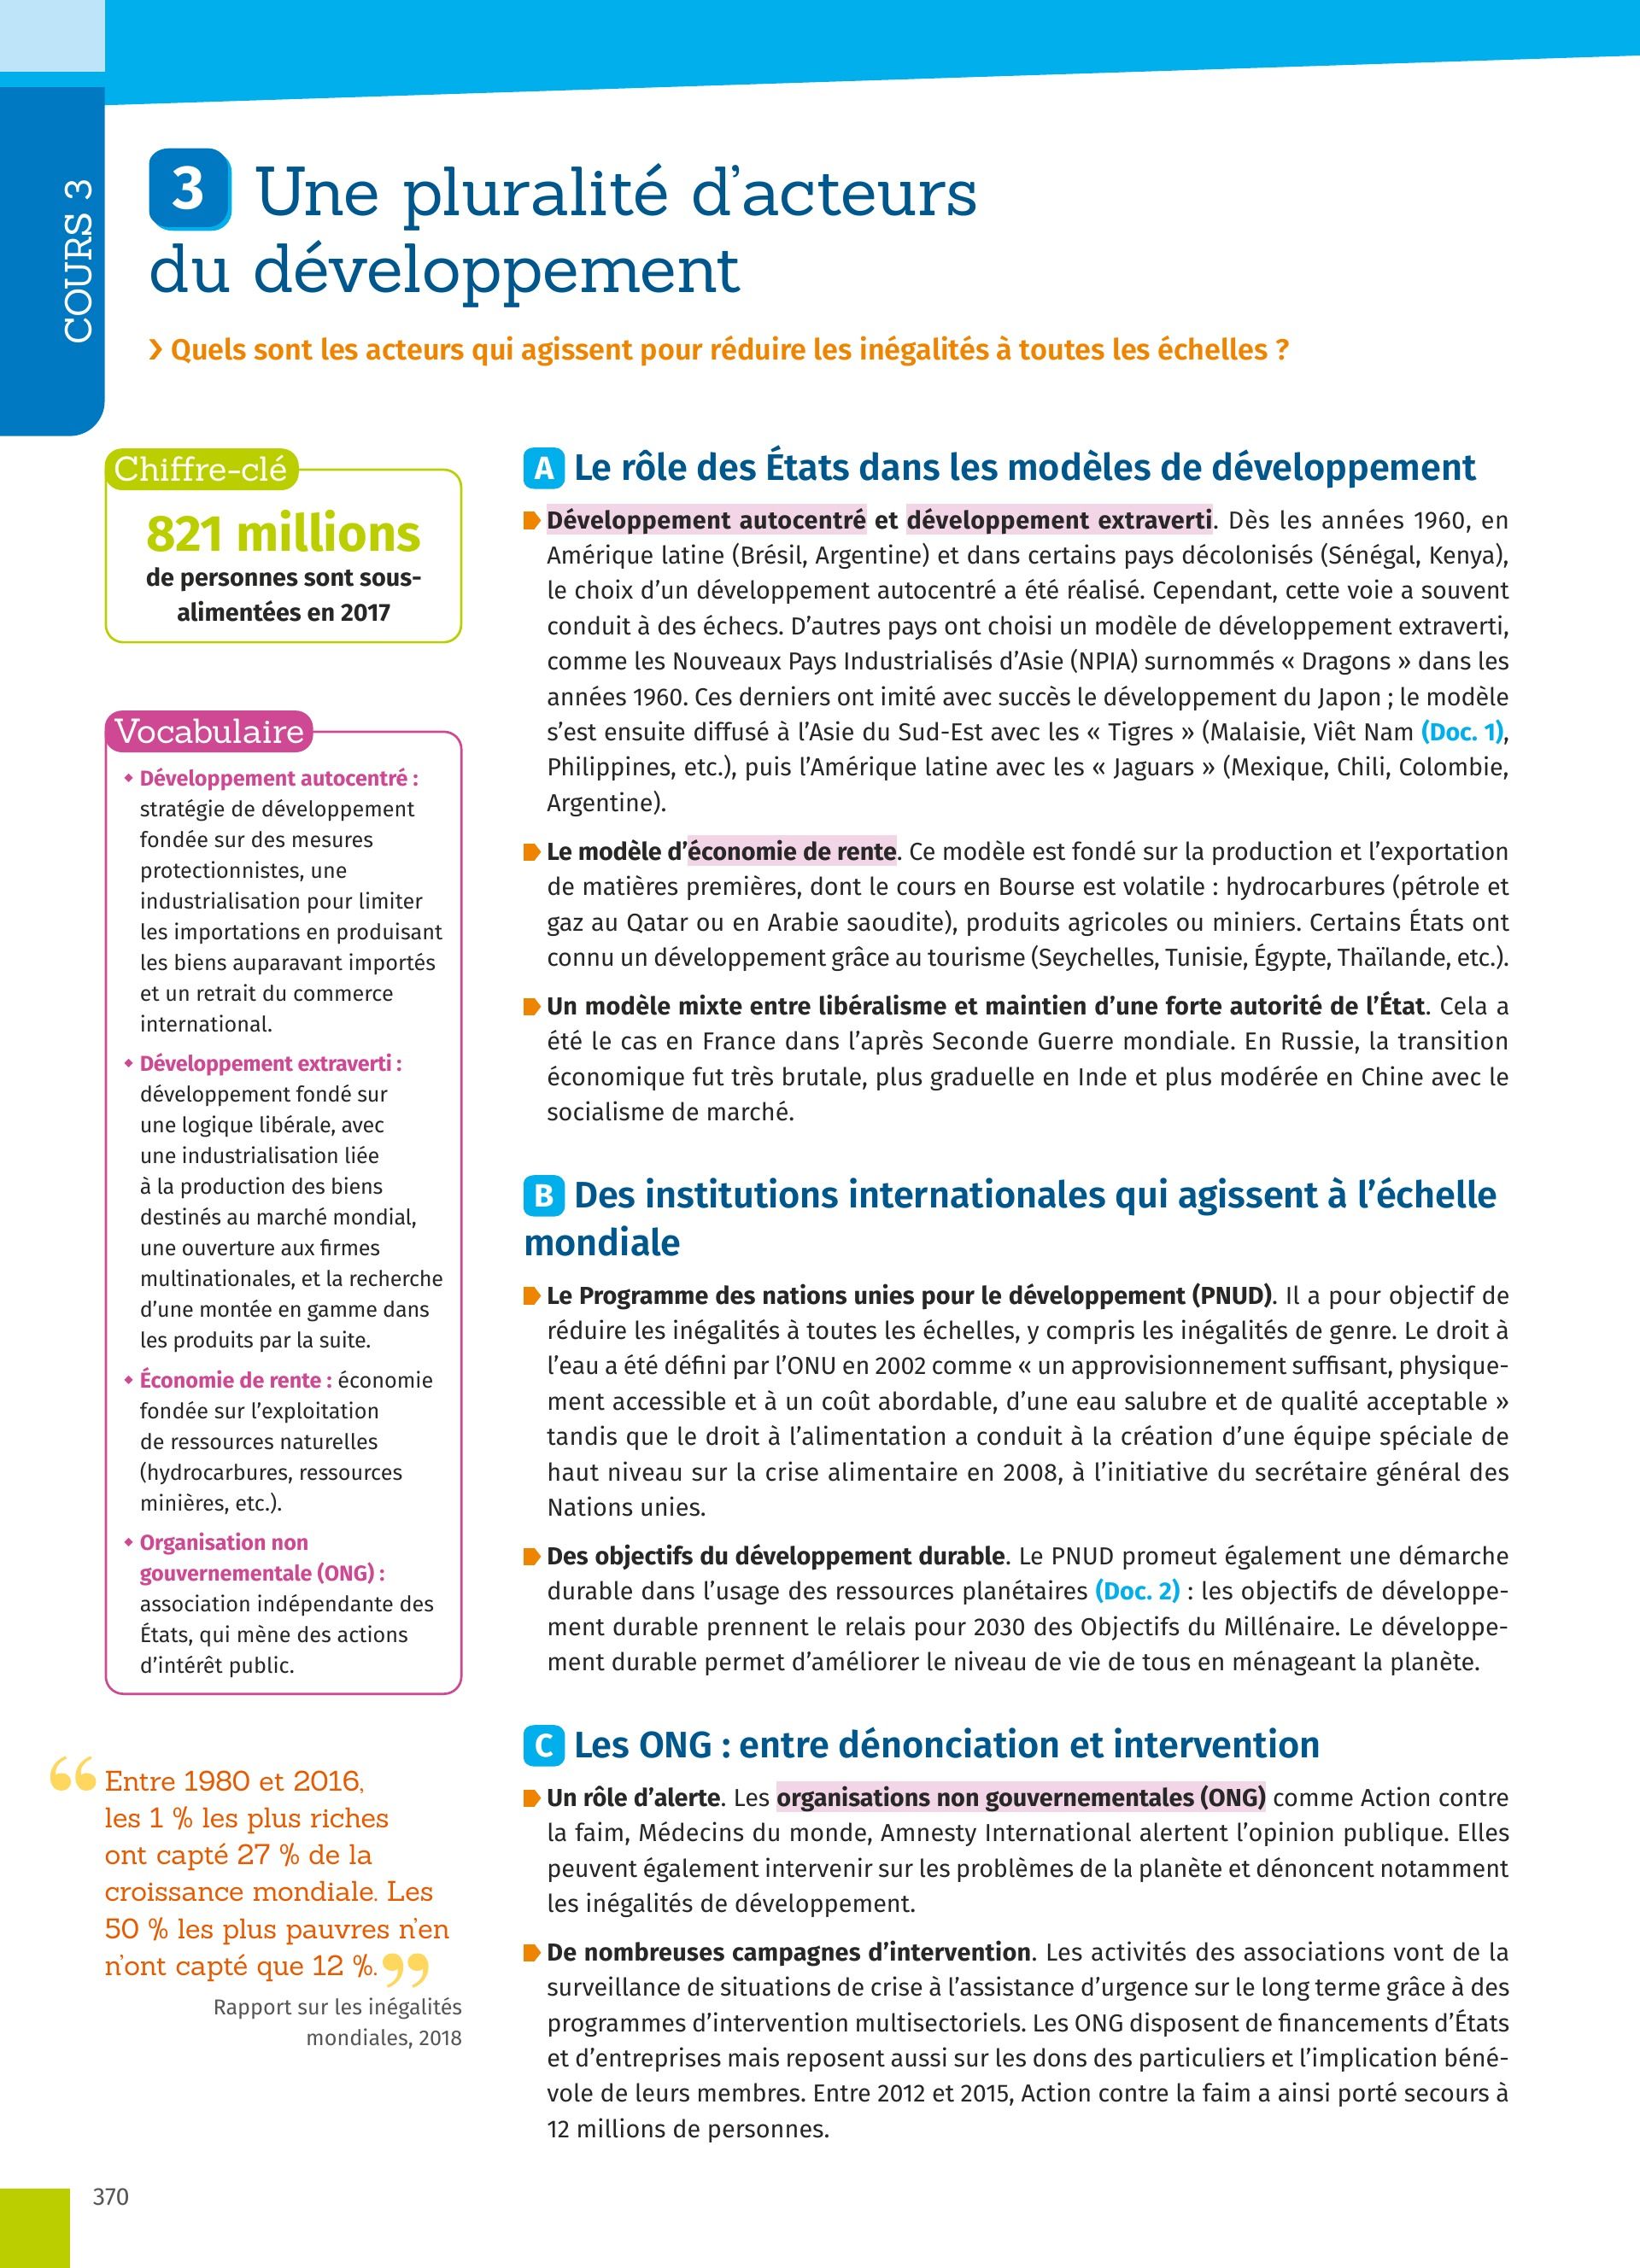 COURS 3
3 Une pluralité d’acteurs
du développement
› Quels sont les acteurs qui agissent pour réduire les inégalités à toutes les échelles ?
Chiffre-clé
821 millions
de personnes sont sous-
alimentées en 2017
Vocabulaire
Développement autocentré :
stratégie de développement
fondée sur des mesures
protectionnistes, une
industrialisation pour limiter
les importations en produisant
les biens auparavant importés
et un retrait du commerce
international.
Développement extraverti :
développement fondé sur
une logique libérale, avec
une industrialisation liée
à la production des biens
destinés au marché mondial,
une ouverture aux firmes
multinationales, et la recherche
d’une montée en gamme dans
les produits par la suite.
Économie de rente : économie
fondée sur l’exploitation
de ressources naturelles
(hydrocarbures, ressources
minières, etc.).
Organisation non
gouvernementale (ONG) :
association indépendante des
États, qui mène des actions
d’intérêt public.
“Entre 1980 et 2016,
les 1 % les plus riches
ont capté 27 % de la
croissance mondiale. Les
50 % les plus pauvres n’en
n’ont capté que 12 %.”
Rapport sur les inégalités
mondiales, 2018
A Le rôle des États dans les modèles de développement
Développement autocentré et développement extraverti. Dès les années 1960, en
Amérique latine (Brésil, Argentine) et dans certains pays décolonisés (Sénégal, Kenya),
le choix d’un développement autocentré a été réalisé. Cependant, cette voie a souvent
conduit à des échecs. D’autres pays ont choisi un modèle de développement extraverti,
comme les Nouveaux Pays Industrialisés d’Asie (NPIA) surnommés « Dragons » dans les
années 1960. Ces derniers ont imité avec succès le développement du Japon ; le modèle
s’est ensuite diffusé à l’Asie du Sud-Est avec les « Tigres » (Malaisie, Viêt Nam (Doc. 1),
Philippines, etc.), puis l’Amérique latine avec les « Jaguars » (Mexique, Chili, Colombie,
Argentine).
Le modèle d’économie de rente. Ce modèle est fondé sur la production et l’exportation
de matières premières, dont le cours en Bourse est volatile : hydrocarbures (pétrole et
gaz au Qatar ou en Arabie saoudite), produits agricoles ou miniers. Certains États ont
connu un développement grâce au tourisme (Seychelles, Tunisie, Égypte, Thaïlande, etc.).
Un modèle mixte entre libéralisme et maintien d’une forte autorité de l’État. Cela a
été le cas en France dans l’après Seconde Guerre mondiale. En Russie, la transition
économique fut très brutale, plus graduelle en Inde et plus modérée en Chine avec le
socialisme de marché.
B Des institutions internationales qui agissent à l’échelle
mondiale
Le Programme des nations unies pour le développement (PNUD). Il a pour objectif de
réduire les inégalités à toutes les échelles, y compris les inégalités de genre. Le droit à
l’eau a été défini par l’ONU en 2002 comme « un approvisionnement suffisant, physique-
ment accessible et à un coût abordable, d’une eau salubre et de qualité acceptable »
tandis que le droit à l’alimentation a conduit à la création d’une équipe spéciale de
haut niveau sur la crise alimentaire en 2008, à l’initiative du secrétaire général des
Nations unies.
Des objectifs du développement durable. Le PNUD promeut également une démarche
durable dans l’usage des ressources planétaires (Doc. 2) : les objectifs de développe-
ment durable prennent le relais pour 2030 des Objectifs du Millénaire. Le développe-
ment durable permet d’améliorer le niveau de vie de tous en ménageant la planète.
C Les ONG : entre dénonciation et intervention
Un rôle d’alerte. Les organisations non gouvernementales (ONG) comme Action contre
la faim, Médecins du monde, Amnesty International alertent l’opinion publique. Elles
peuvent également intervenir sur les problèmes de la planète et dénoncent notamment
les inégalités de développement.
De nombreuses campagnes d’intervention. Les activités des associations vont de la
surveillance de situations de crise à l’assistance d’urgence sur le long terme grâce à des
programmes d’intervention multisectoriels. Les ONG disposent de financements d’États
et d’entreprises mais reposent aussi sur les dons des particuliers et l’implication béné-
vole de leurs membres. Entre 2012 et 2015, Action contre la faim a ainsi porté secours à
12 millions de personnes.
370